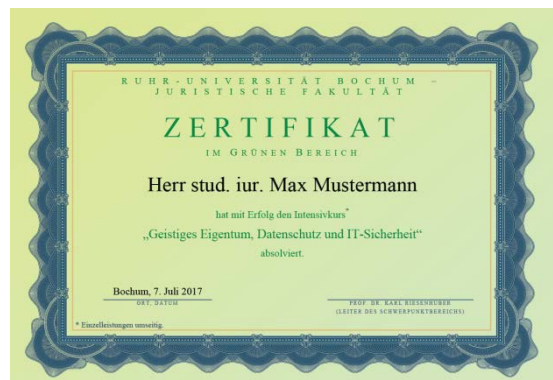 RUHR-UNIVERSITÄT BOCHUM –
JURISTISCHE FAKULTÄT
ZERTIFIKAT
IM GRÜNEN BEREICH
Herr stud. iur. Max Mustermann
hat mit Erfolg den Intensivkurs*
„Geistiges Eigentum, Datenschutz und IT-Sicherheit“
absolviert.
Bochum, 7. Juli 2017
ORT, DATUM
PROF. DR. KARL RIESENHUBER
(LEITER DES SCHWERPUNKTBEREICHS)
* Einzelleistungen umseitig.